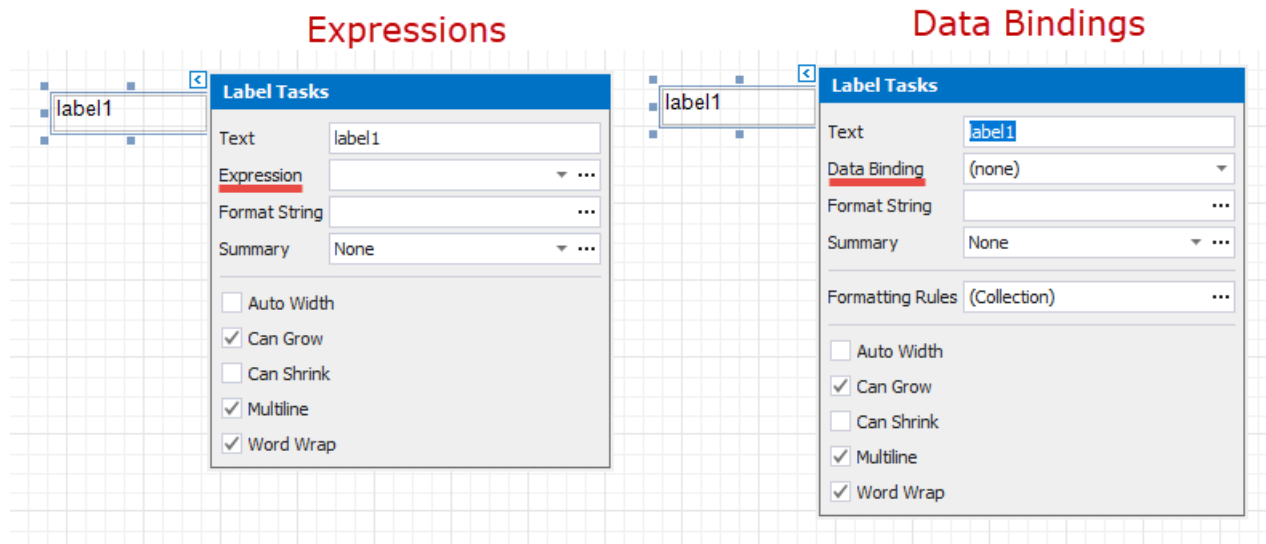 Expressions
label1
Label Tasks
Text label1
Expression
Format String
Summary None
Auto Width
Can Grow
Can Shrink
Multiline
Word Wrap
Data Bindings
label1
Label Tasks
Text label1
Data Binding (none)
Format String
Summary None
Formatting Rules (Collection)
Auto Width
Can Grow
Can Shrink
Multiline
Word Wrap